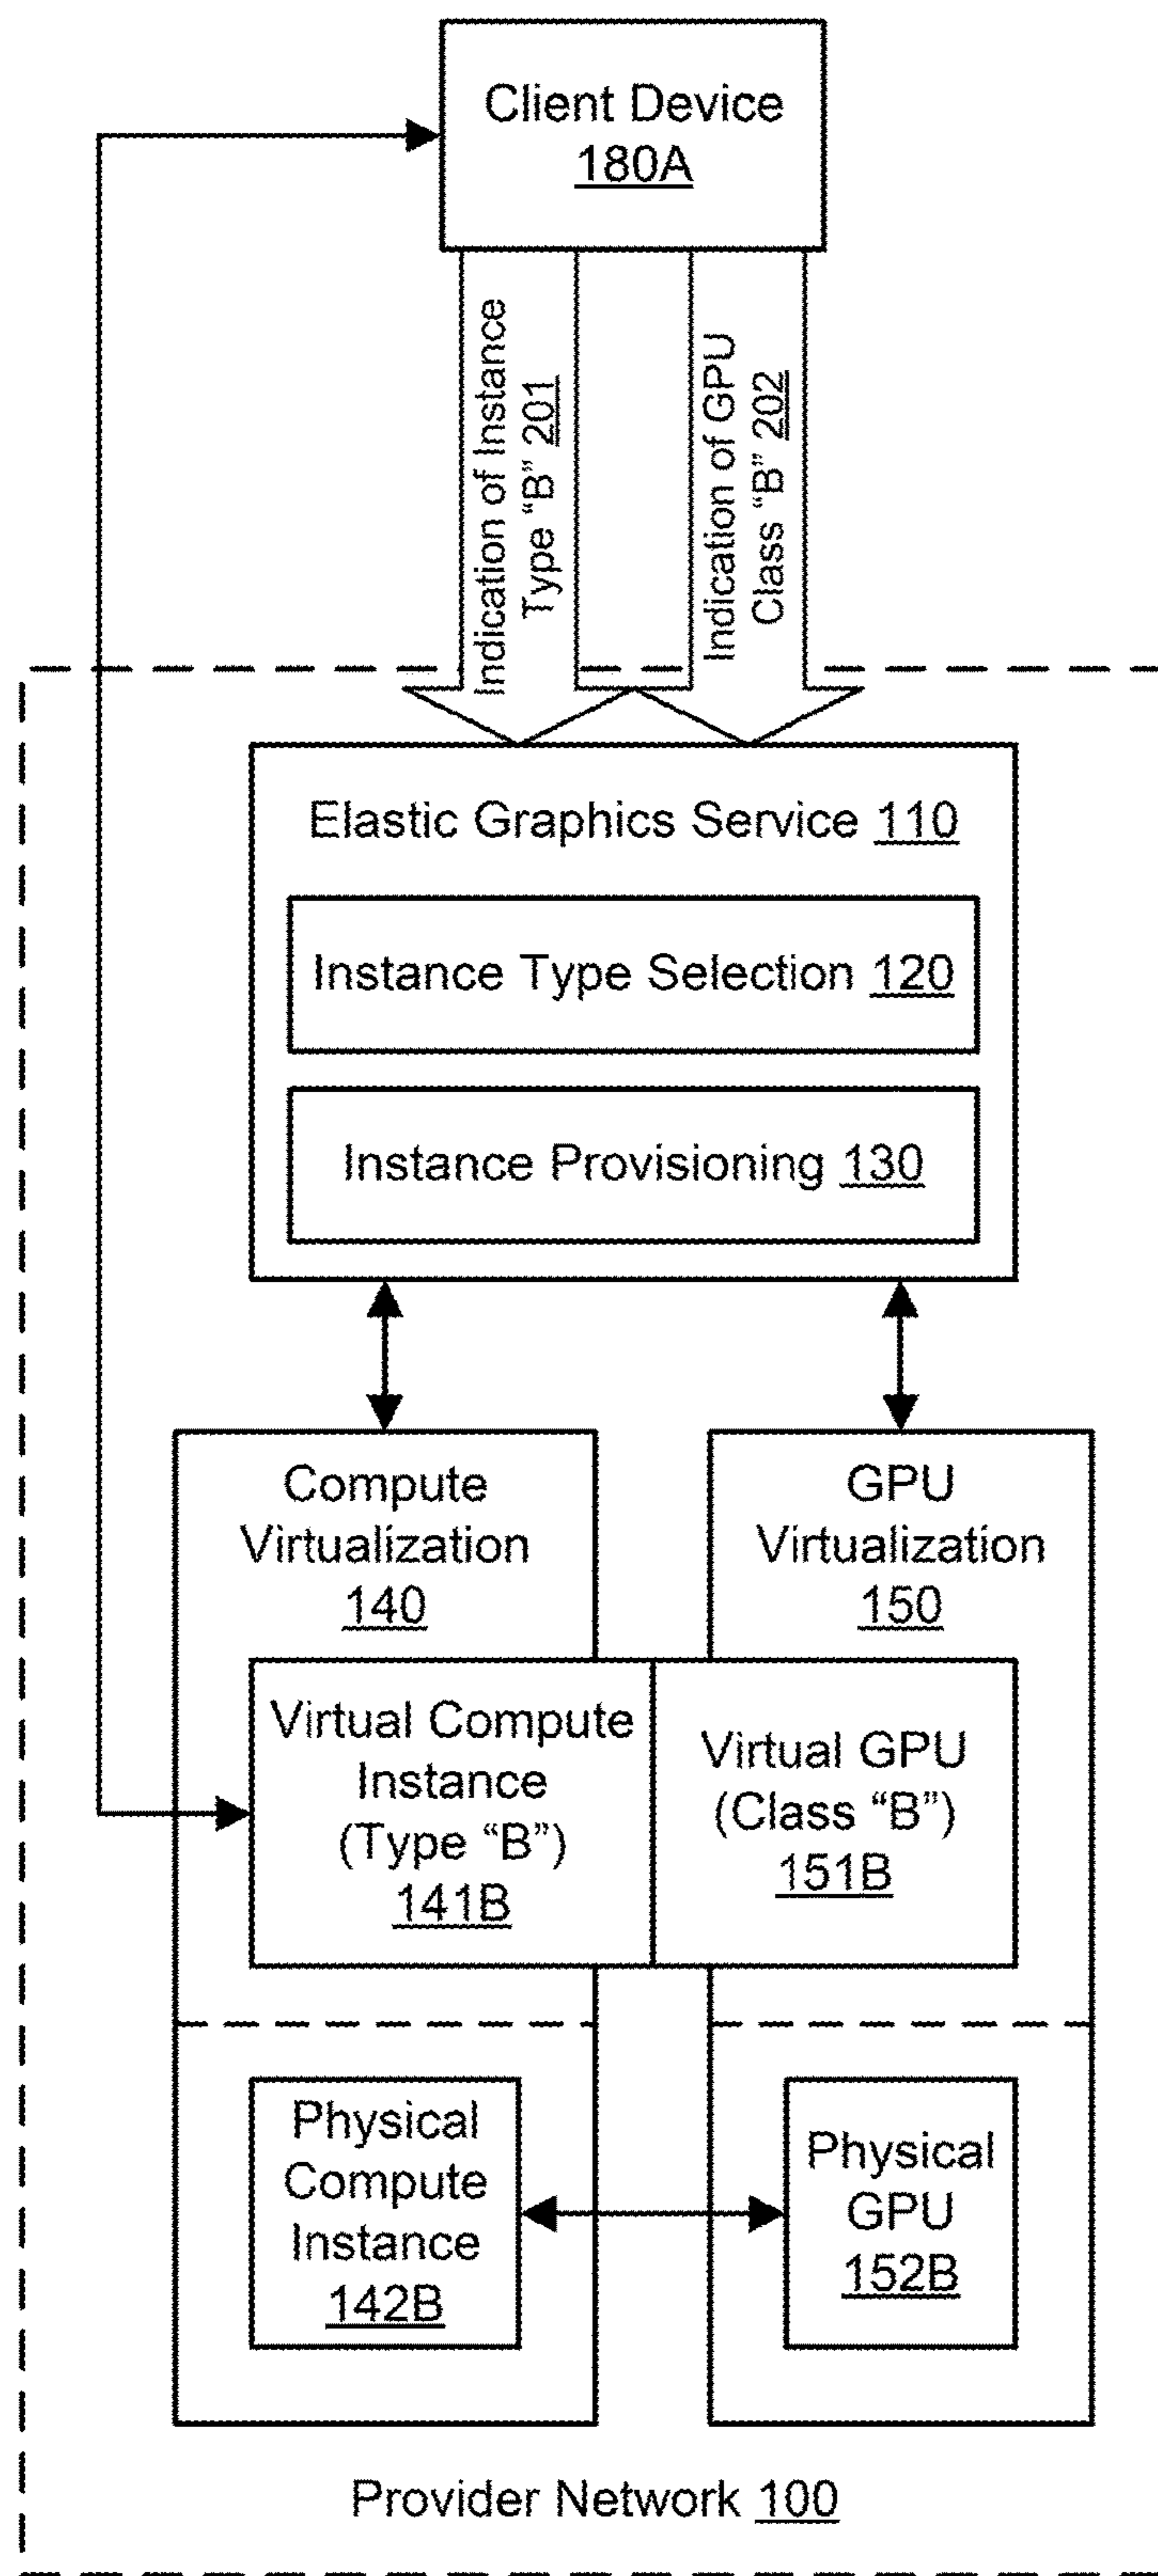 Client Device
180A
Indication of Instance
Type “B” 201
Indication of GPU
Class “B” 202
Elastic Graphics Service 110
Instance Type Selection 120
Instance Provisioning 130
Compute
Virtualization
140
GPU
Virtualization
150
Virtual Compute
Instance
(Type “B”)
141B
Virtual GPU
(Class “B”)
151B
Physical
Compute
Instance
142B
Physical
GPU
152B
Provider Network 100